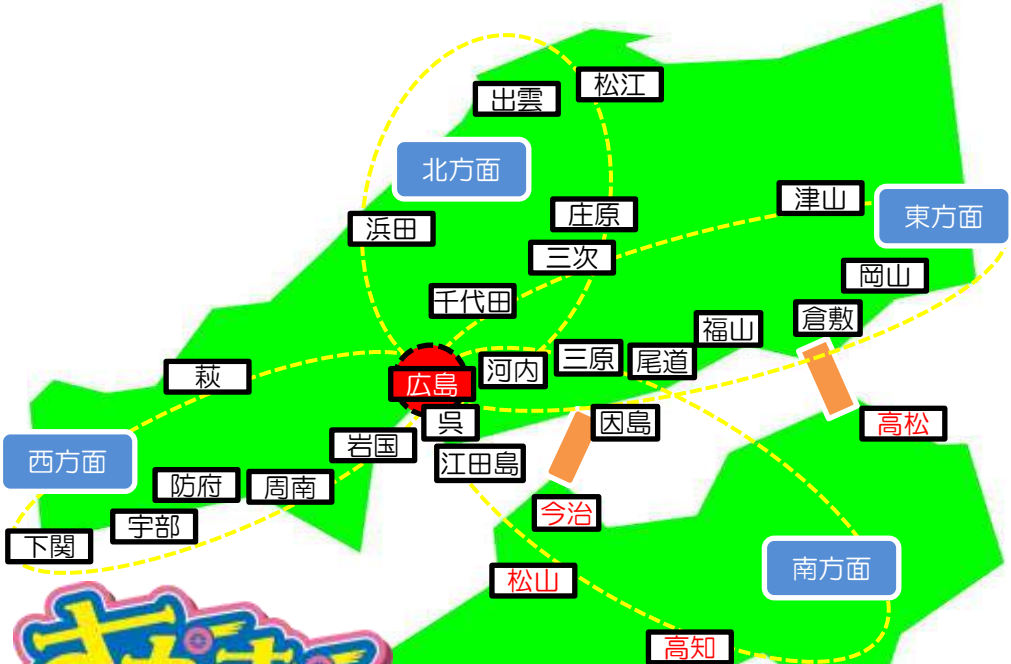 出雲
松江
北方面
浜田
庄原
津山
東方面
三次
岡山
千代田
福山
倉敷
萩
広島
河内
三原
尾道
呉
因島
高松
岩国
江田島
西方面
防府
周南
今治
宇部
下関
松山
南方面
高知